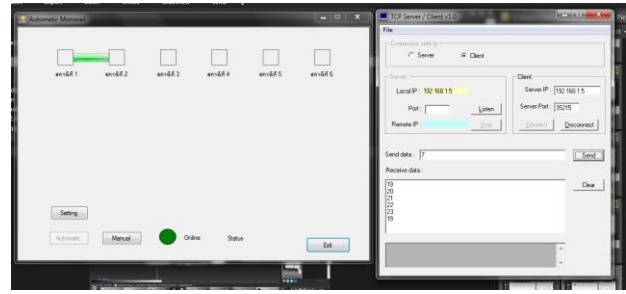 Automatic Monorail
สถานีที่ 1
สถานีที่ 2
สถานีที่ 3
สถานีที่ 4
สถานีที่ 5
สถานีที่ 6
Setting
Automatic
Manual
Online
Status
Exit
TCP Server / Client v1.0
File
Connection setting
Server
Client
Server:
Local IP : 192.168.1.5
Port :
Listen
Remote IP :
Stop
Client:
Server IP : 192.168.1.5
Server Port : 35215
Connect
Disconnect
Send data : 7
Send
Receive data :
19
20
21
22
23
19
Clear